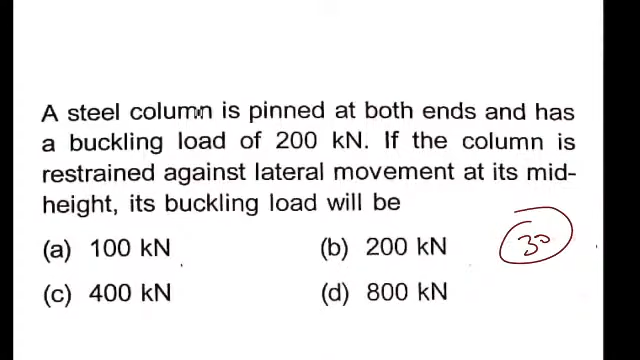 A steel column is pinned at both ends and has
a buckling load of 200 kN. If the column is
restrained against lateral movement at its mid-
height, its buckling load will be
(a) 100 kN (b) 200 kN
30
(c) 400 kN (d) 800 kN